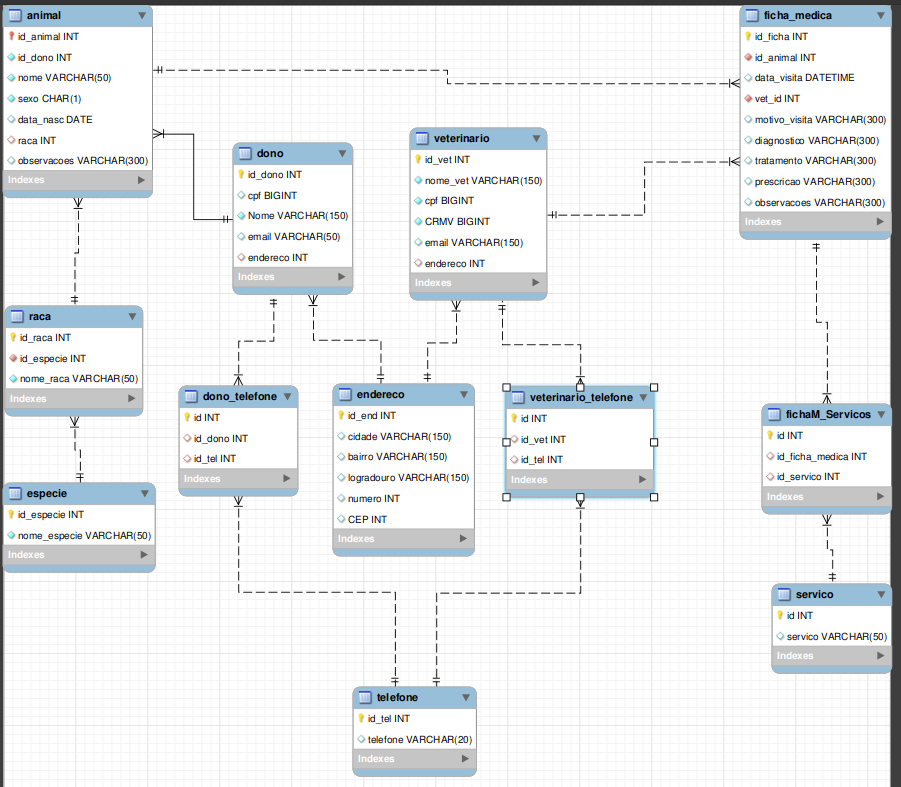 animal
id_animal INT
id_dono INT
nome VARCHAR(50)
sexo CHAR(1)
data_nasc DATE
raca INT
observacoes VARCHAR(300)
Indexes
ficha_medica
id_ficha INT
id_animal INT
data_visita DATETIME
vet_id INT
motivo_visita VARCHAR(300)
diagnostico VARCHAR(300)
tratamento VARCHAR(300)
prescricao VARCHAR(300)
observacoes VARCHAR(300)
Indexes
dono
id_dono INT
cpf BIGINT
Nome VARCHAR(150)
email VARCHAR(50)
endereco INT
Indexes
veterinario
id_vet INT
nome_vet VARCHAR(150)
cpf BIGINT
CRMV BIGINT
email VARCHAR(150)
endereco INT
Indexes
raca
id_raca INT
id_especie INT
nome_raca VARCHAR(50)
Indexes
dono_telefone
id INT
id_dono INT
id_tel INT
Indexes
endereco
id_end INT
cidade VARCHAR(150)
bairro VARCHAR(150)
logradouro VARCHAR(150)
numero INT
CEP INT
Indexes
veterinario_telefone
id INT
id_vet INT
id_tel INT
Indexes
fichaM_Servicos
id INT
id_ficha_medica INT
id_servico INT
Indexes
especie
id_especie INT
nome_especie VARCHAR(50)
Indexes
servico
id INT
servico VARCHAR(50)
Indexes
telefone
id_tel INT
telefone VARCHAR(20)
Indexes